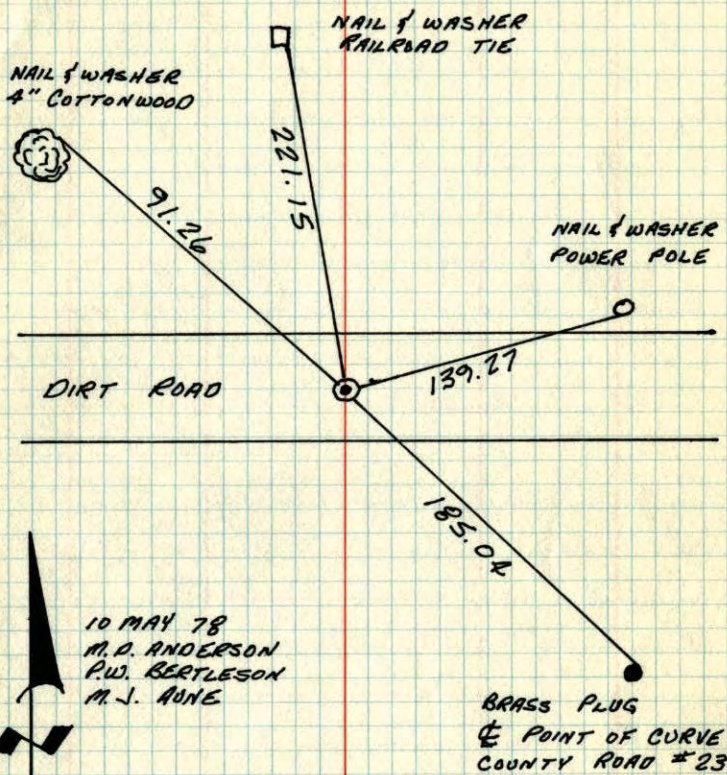 NAIL & WASHER
RAILROAD TIE
NAIL & WASHER
4" COTTONWOOD
221.15
91.26
NAIL & WASHER
POWER POLE
139.27
DIRT ROAD
185.04
10 MAY 78
M.D. ANDERSON
P.W. BERTLESON
M.J. AUNE
BRASS PLUG
℄ POINT OF CURVE
COUNTY ROAD #23